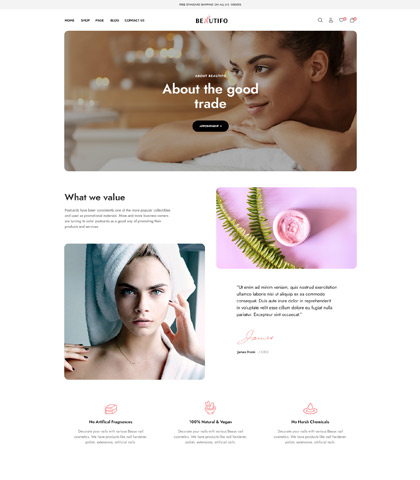 FREE STANDARD SHIPPING ON ALL U.S. ORDERS
HOME SHOP PAGE BLOG CONTACT US
BEAUTIFO
ABOUT BEAUTIFO
About the good
trade
APPOINTMENT
What we value
Postcards have been consistently one of the more popular collectibles
and used as promotional materials. More and more business owners
are turning to color postcards as a good way of promoting their
products and services.
"Ut enim ad minim veniam, quis nostrud exercitation
ullamco laboris nisi ut aliquip ex ea commodo
consequat. Duis aute irure dolor in reprehenderit
in voluptate velit esse cillum dolore eu fugiat nulla
pariatur. Excepteur sint occaecat."
James
James Fronr
No Artifical Fragrances
Decorate your nails with various Beaux nail
cosmetics. We have products like nail hardener,
polish, extensions, artificial nails.
100% Natural & Vegan
Decorate your nails with various Beaux nail
cosmetics. We have products like nail hardener,
polish, extensions, artificial nails.
No Harsh Chemicals
Decorate your nails with various Beaux nail
cosmetics. We have products like nail hardener,
polish, extensions, artificial nails.